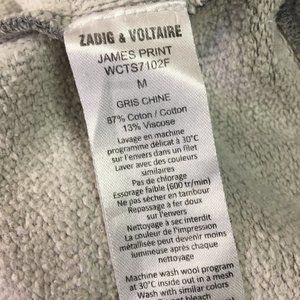 ZADIG & VOLTAIRE
JAMES PRINT
WCTS7102F
M
GRIS CHINE
87% Coton / Cotton
13% Viscose
Lavage en machine
programme délicat à 30°C
sur l'envers dans un filet
Laver avec des couleurs
similaires
Pas de chlorage
Essorage faible (600 tr/min)
Ne pas sécher en tambour
Repassage à fer doux
sur l'envers
Nettoyage à sec interdit
La couleur de l'impression
métallisée peut devenir moins
lumineuse après chaque
nettoyage
Machine wash wool program
at 30°C inside out in a mesh
Wash with similar colors
bleach